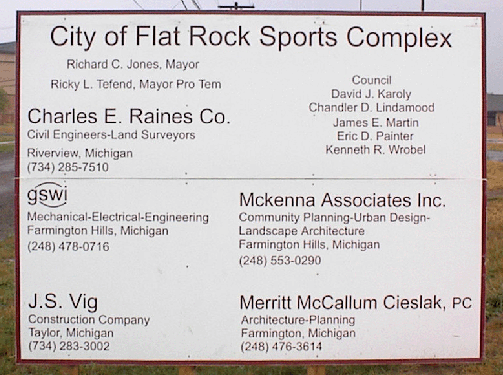 City of Flat Rock Sports Complex
Richard C. Jones, Mayor
Ricky L. Tefend, Mayor Pro Tem
Council
David J. Karoly
Chandler D. Lindamood
James E. Martin
Eric D. Painter
Kenneth R. Wrobel
Charles E. Raines Co.
Civil Engineers-Land Surveyors
Riverview, Michigan
(734) 285-7510
gswi
Mechanical-Electrical-Engineering
Farmington Hills, Michigan
(248) 478-0716
Mckenna Associates Inc.
Community Planning-Urban Design-
Landscape Architecture
Farmington Hills, Michigan
(248) 553-0290
J.S. Vig
Construction Company
Taylor, Michigan
(734) 283-3002
Merritt McCallum Cieslak, PC
Architecture-Planning
Farmington, Michigan
(248) 476-3614